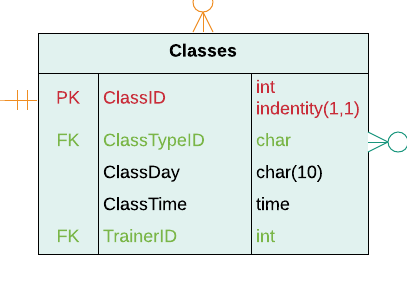 Classes
PK ClassID int indentity(1,1)
FK ClassTypeID char
ClassDay char(10)
ClassTime time
FK TrainerID int